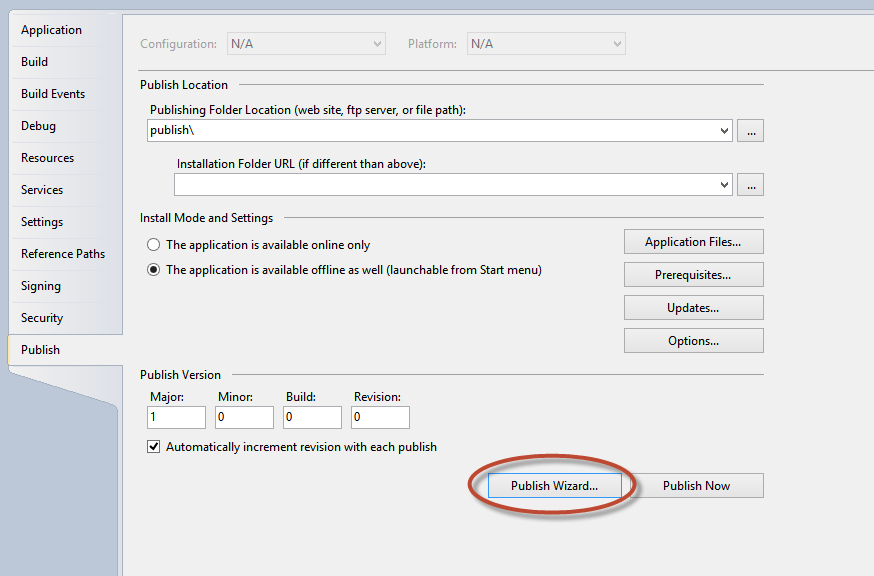 Application
Build
Build Events
Debug
Resources
Services
Settings
Reference Paths
Signing
Security
Publish
Configuration: N/A Platform: N/A
Publish Location
Publishing Folder Location (web site, ftp server, or file path):
publish\ ...
Installation Folder URL (if different than above):
...
Install Mode and Settings
The application is available online only
The application is available offline as well (launchable from Start menu)
Application Files...
Prerequisites...
Updates...
Options...
Publish Version
Major: Minor: Build: Revision:
1 0 0 0
Automatically increment revision with each publish
Publish Wizard... Publish Now